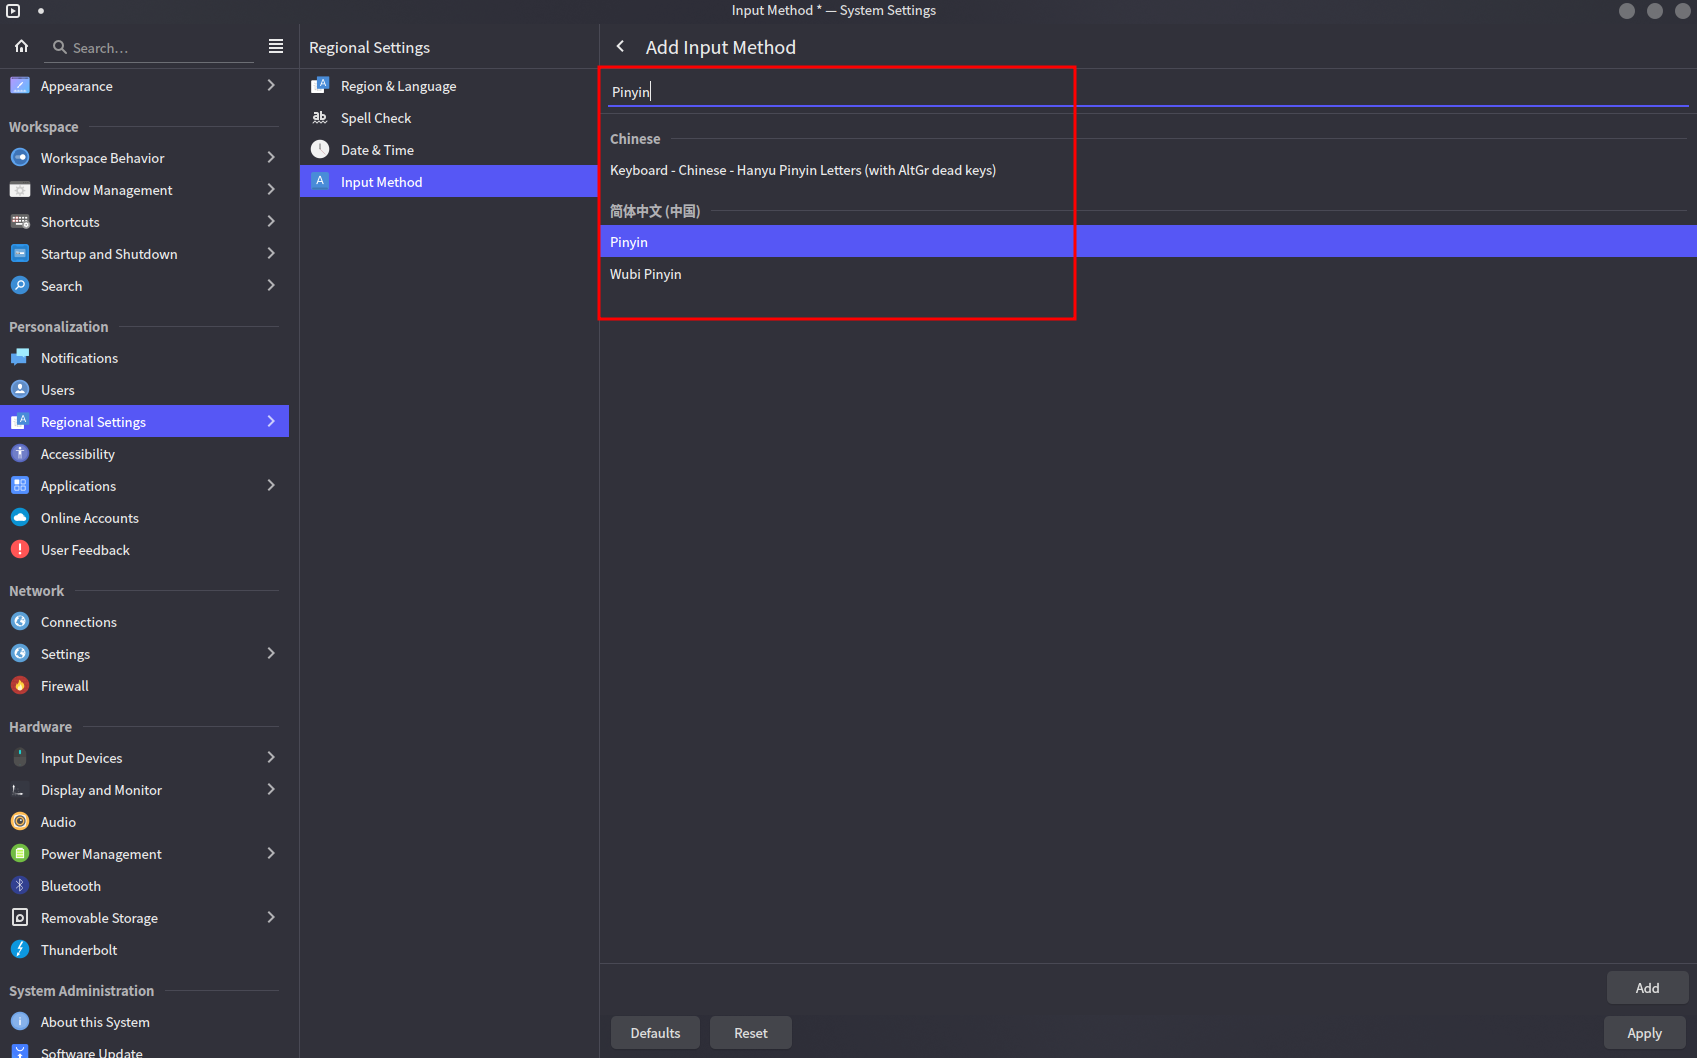 Input Method * — System Settings
Search...
Appearance
Workspace
Workspace Behavior
Window Management
Shortcuts
Startup and Shutdown
Search
Personalization
Notifications
Users
Regional Settings
Accessibility
Applications
Online Accounts
User Feedback
Network
Connections
Settings
Firewall
Hardware
Input Devices
Display and Monitor
Audio
Power Management
Bluetooth
Removable Storage
Thunderbolt
System Administration
About this System
Software Update
Regional Settings
Region & Language
Spell Check
Date & Time
Input Method
Add Input Method
Pinyin
Chinese
Keyboard - Chinese - Hanyu Pinyin Letters (with AltGr dead keys)
简体中文 (中国)
Pinyin
Wubi Pinyin
Add
Defaults
Reset
Apply